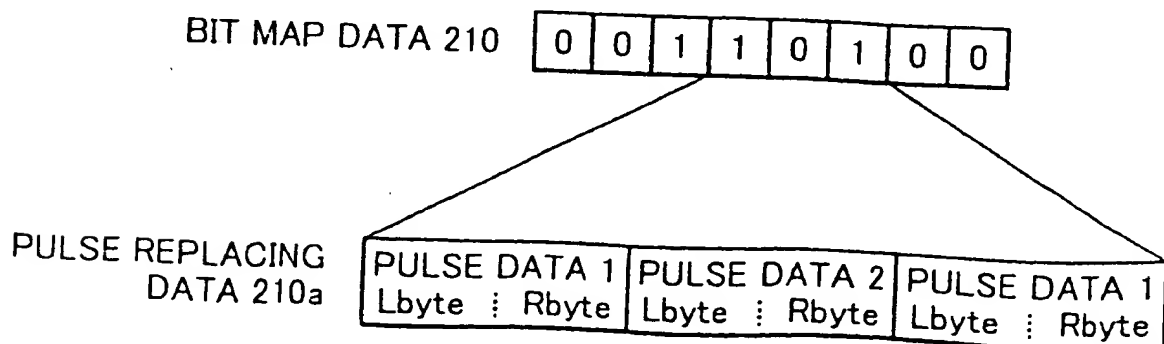 BIT MAP DATA 210 0 0 1 1 0 1 0 0
PULSE REPLACING
DATA 210a
PULSE DATA 1 PULSE DATA 2 PULSE DATA 1
Lbyte ⋮ Rbyte Lbyte ⋮ Rbyte Lbyte ⋮ Rbyte